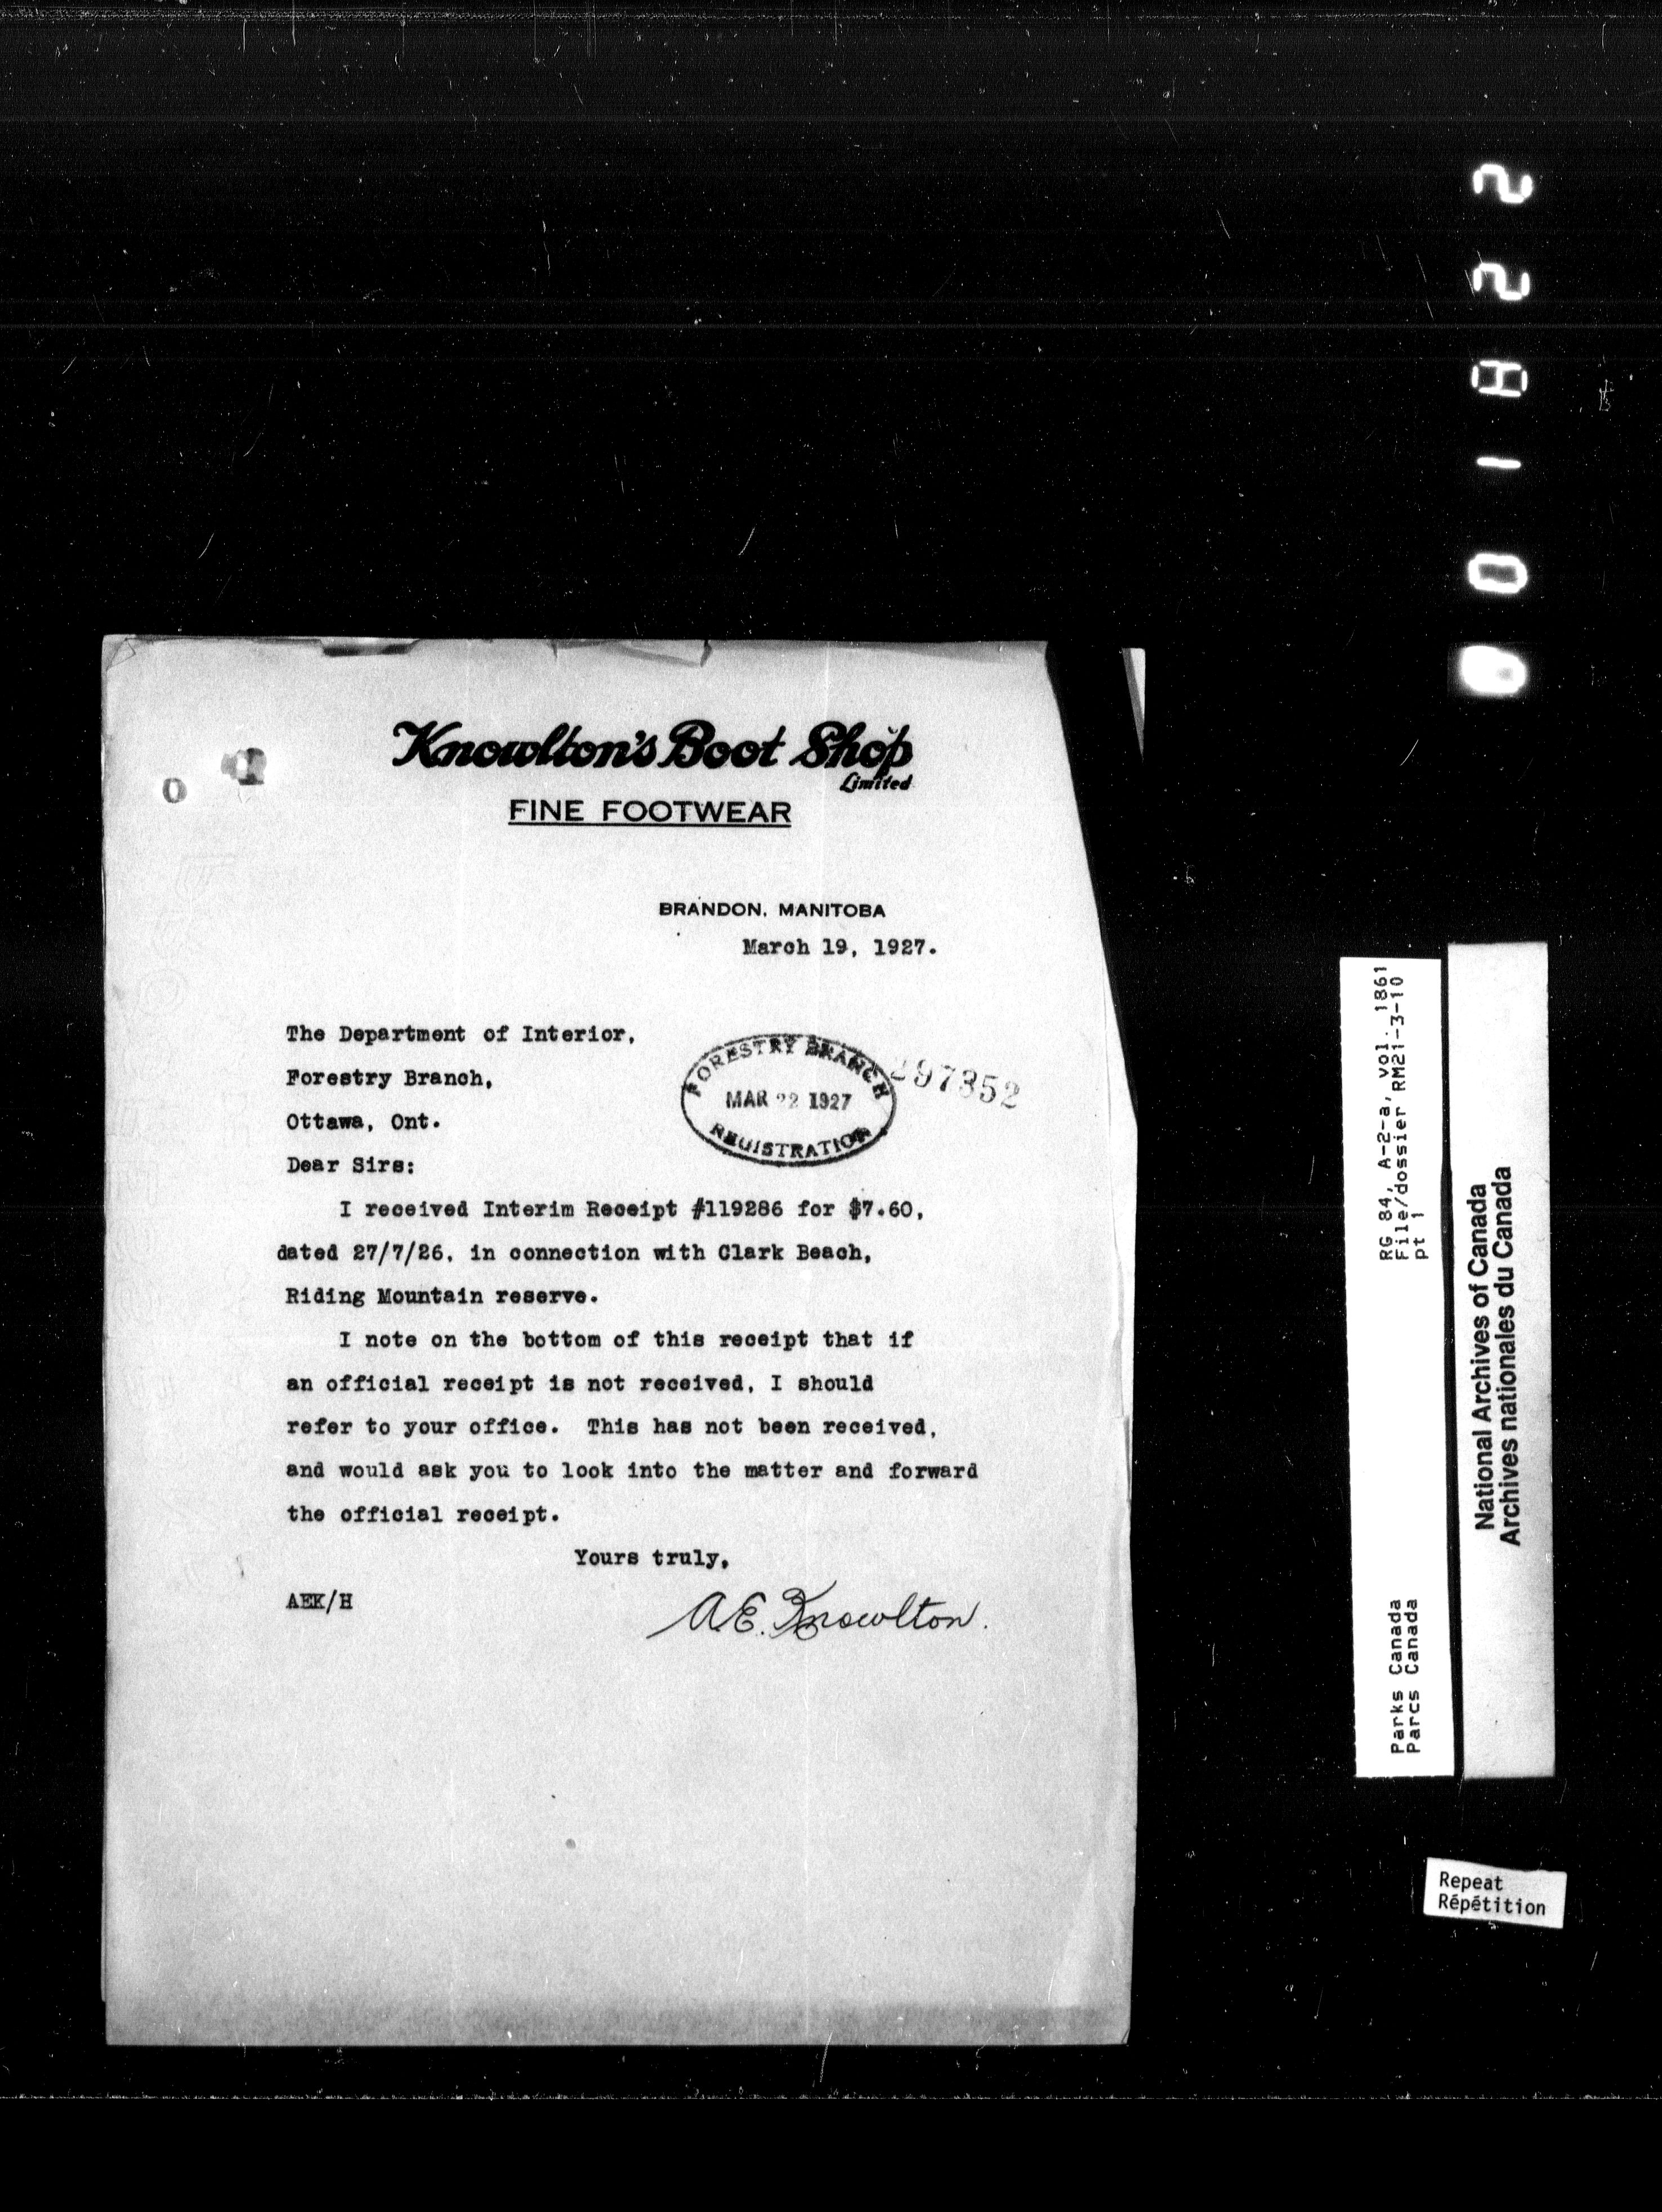 Knowlton's Boot Shop
Limited
FINE FOOTWEAR
BRANDON, MANITOBA
March 19, 1927.
The Department of Interior,
Forestry Branch,
Ottawa, Ont.
FORESTRY BRANCH
MAR 22 1927
REGISTRATION
297352
Dear Sirs:
I received Interim Receipt #119286 for $7.60,
dated 27/7/26, in connection with Clark Beach,
Riding Mountain reserve.
I note on the bottom of this receipt that if
an official receipt is not received, I should
refer to your office. This has not been received,
and would ask you to look into the matter and forward
the official receipt.
Yours truly,
AEK/H
A.E. Knowlton.
RG 84, A-2-a, vol. 1861
File/dossier RM21-3-10
pt 1
Parks Canada
Parcs Canada
National Archives of Canada
Archives nationales du Canada
Repeat
Répétition